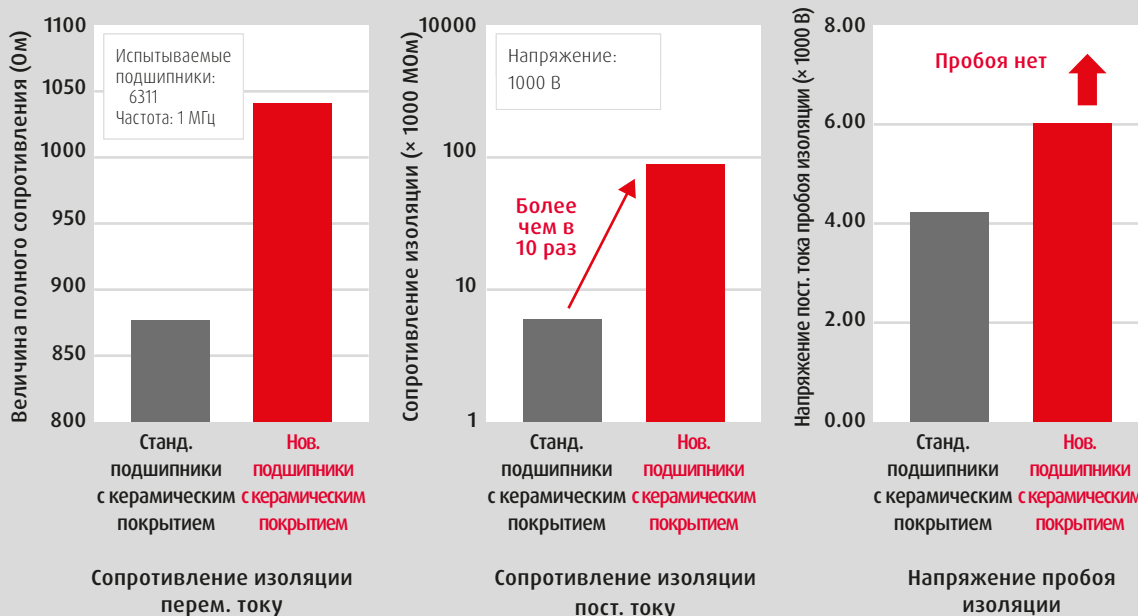 Величина полного сопротивления (Ом)
1100
1050
1000
950
900
850
800
Испытываемые
подшипники:
6311
Частота: 1 МГц
Станд.
подшипники
с керамическим
покрытием
Нов.
подшипники
с керамическим
покрытием
Сопротивление изоляции
перем. току
Сопротивление изоляции (× 1000 МОм)
10000
1000
100
10
1
Напряжение:
1000 В
Более
чем в
10 раз
Станд.
подшипники
с керамическим
покрытием
Нов.
подшипники
с керамическим
покрытием
Сопротивление изоляции
пост. току
Напряжение пост. тока пробоя изоляции (× 1000 В)
8.00
6.00
4.00
2.00
0.00
Пробоя нет
Станд.
подшипники
с керамическим
покрытием
Нов.
подшипники
с керамическим
покрытием
Напряжение пробоя
изоляции